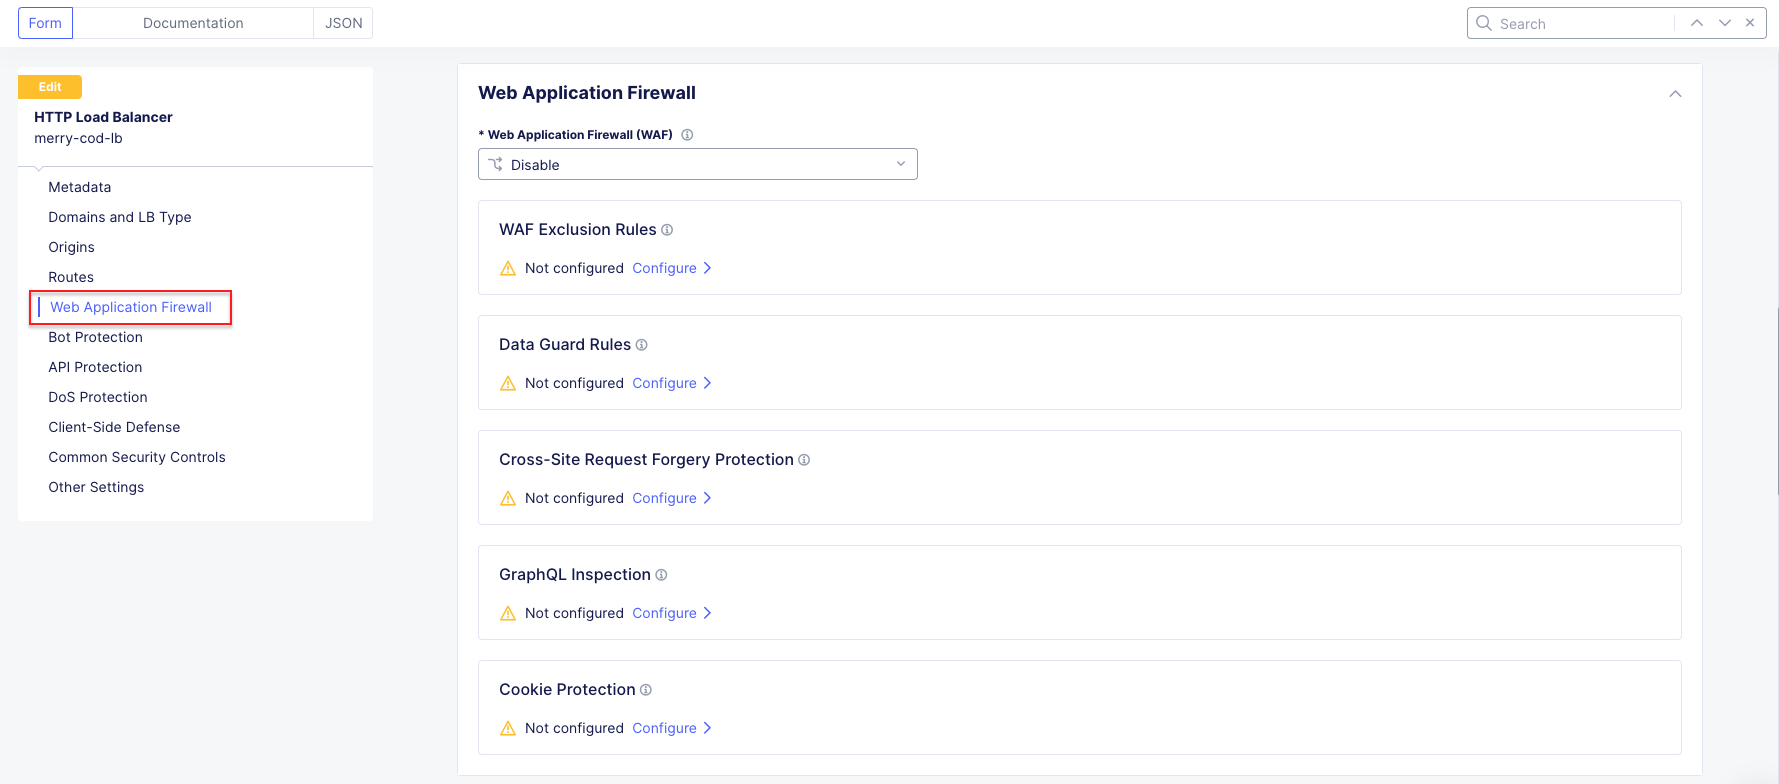 Form
Documentation
JSON
Search
Edit
HTTP Load Balancer
merry-cod-lb
Metadata
Domains and LB Type
Origins
Routes
Web Application Firewall
Bot Protection
API Protection
DoS Protection
Client-Side Defense
Common Security Controls
Other Settings
Web Application Firewall
* Web Application Firewall (WAF)
Disable
WAF Exclusion Rules
Not configured Configure
Data Guard Rules
Not configured Configure
Cross-Site Request Forgery Protection
Not configured Configure
GraphQL Inspection
Not configured Configure
Cookie Protection
Not configured Configure